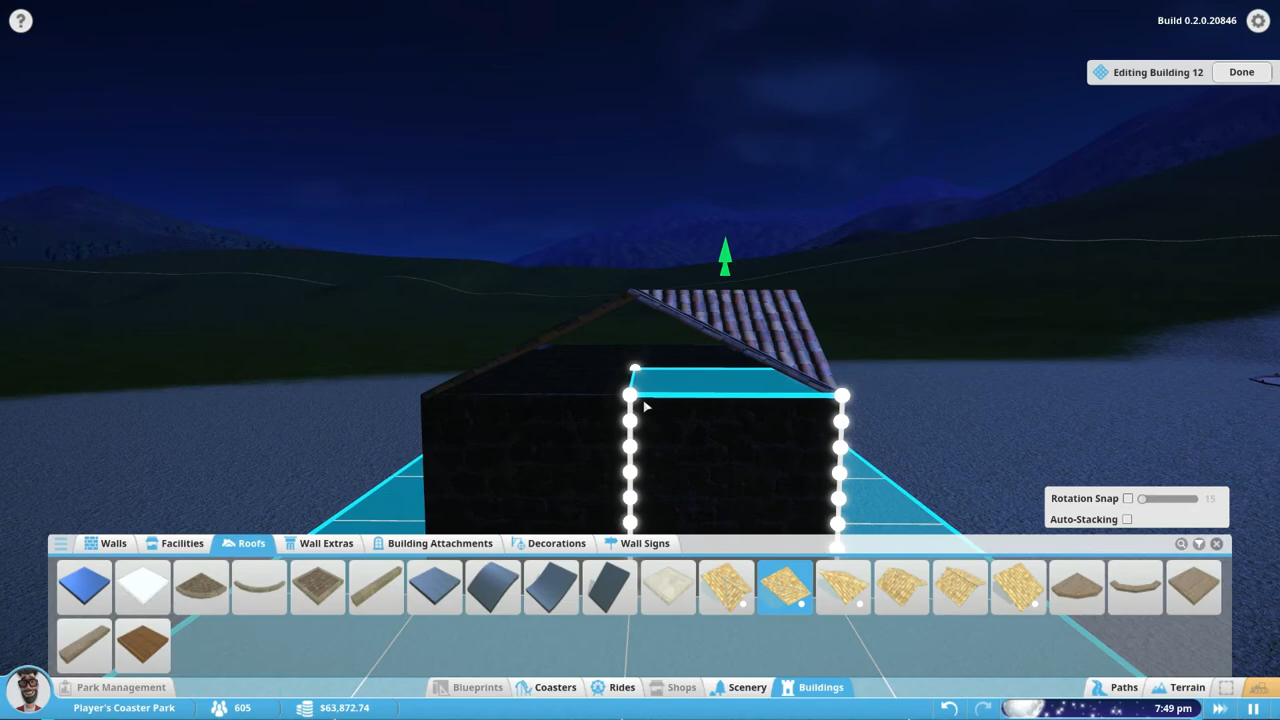 ?
Build 0.2.0.20846
Editing Building 12
Done
Rotation Snap 15
Auto-Stacking
Walls Facilities Roofs Wall Extras Building Attachments Decorations Wall Signs
Park Management Blueprints Coasters Rides Shops Scenery Buildings Paths Terrain
Player's Coaster Park 605 $63,872.74 7:49 pm